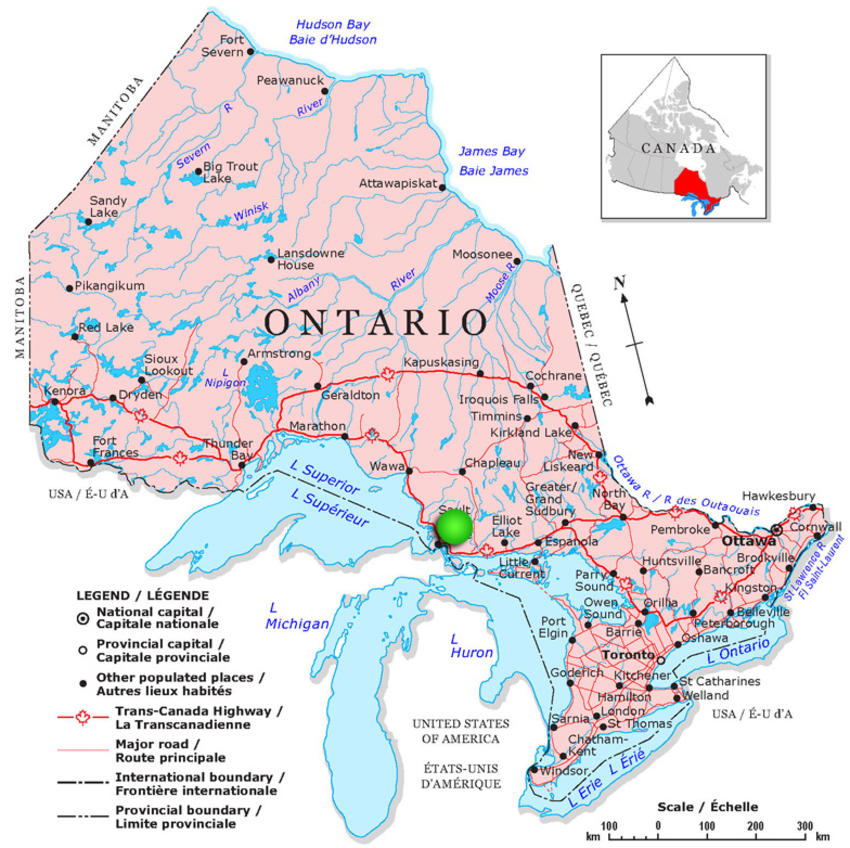 Hudson Bay
Baie d'Hudson
Fort
Severn
Peawanuck
MANITOBA
River
Severn R
James Bay
Baie James
CANADA
Big Trout
Lake
Attawapiskat
Sandy
Lake
Winisk
Lansdowne
House
Moosonee
Albany
River
Moose R
Pikangikum
MANITOBA
N
QUEBEC / QUÉBEC
ONTARIO
Red Lake
Sioux
Lookout
Armstrong
L
Nipigon
Kapuskasing
Cochrane
Kenora
Dryden
Geraldton
Iroquois Falls
Timmins
Marathon
Kirkland Lake
Fort
Frances
Thunder
Bay
New
Liskeard
Wawa
Chapleau
L Superior
L Supérieur
USA / É-U d'A
Ottawa R / R des Outaouais
Greater/
Grand
Sudbury
North
Bay
Hawkesbury
Sault
Elliot
Lake
Pembroke
Ottawa
Cornwall
Espanola
Little
Current
Huntsville
Bancroft
Brockville
St Lawrence R
Fl Saint-Laurent
Parry
Sound
Kingston
LEGEND / LÉGENDE
National capital /
Capitale nationale
Provincial capital /
Capitale provinciale
Other populated places /
Autres lieux habités
Trans-Canada Highway /
La Transcanadienne
Major road /
Route principale
International boundary /
Frontière internationale
Provincial boundary /
Limite provinciale
L
Michigan
L
Huron
Owen
Sound
Orillia
Belleville
Port
Elgin
Barrie
Peterborough
Oshawa
Toronto
L Ontario
Goderich
Kitchener
St Catharines
Hamilton
Welland
London
Sarnia
St Thomas
USA / É-U d'A
UNITED STATES
OF AMERICA
ÉTATS-UNIS
D'AMÉRIQUE
Chatham-
Kent
Windsor
L Erie
L Érié
Scale / Échelle
km 100 0 100 200 300 km